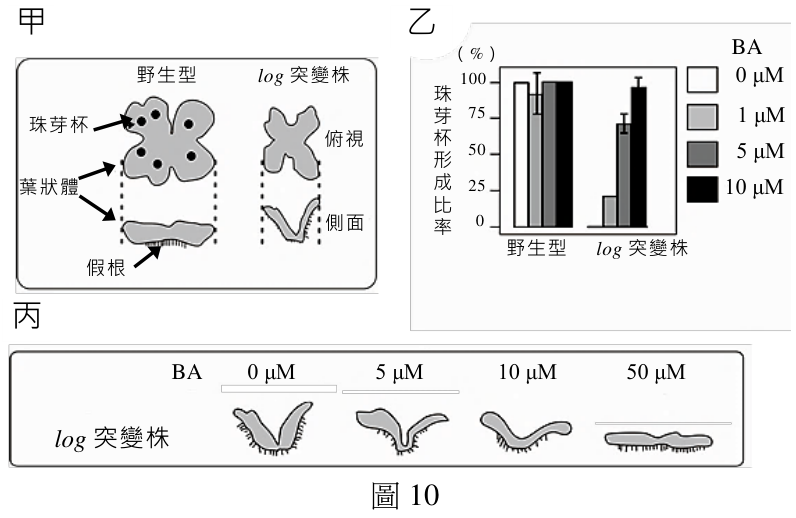 甲
野生型
log 突變株
珠芽杯
俯視
葉狀體
側面
假根
乙
(%)
珠芽杯形成比率
100
75
50
25
0
野生型
log 突變株
BA
0 μM
1 μM
5 μM
10 μM
丙
BA
0 μM
5 μM
10 μM
50 μM
log 突變株
圖 10